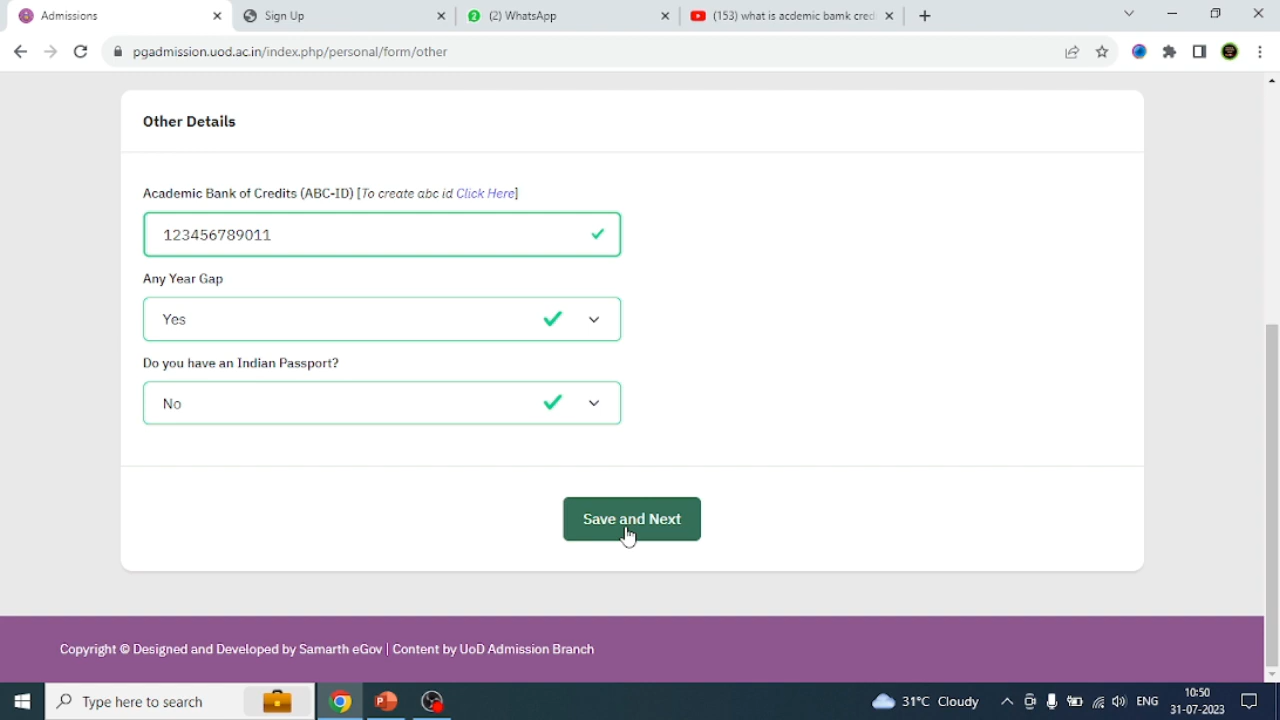 Admissions
Sign Up
(2) WhatsApp
(153) what is acdemic bamk cred
pgadmission.uod.ac.in/index.php/personal/form/other
Other Details
Academic Bank of Credits (ABC-ID) [To create abc id Click Here]
123456789011
Any Year Gap
Yes
Do you have an Indian Passport?
No
Save and Next
Copyright © Designed and Developed by Samarth eGov | Content by UoD Admission Branch
Type here to search
31°C Cloudy
ENG
10:50
31-07-2023